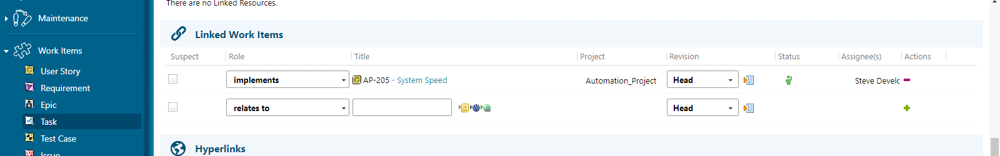 There are no Linked Resources.
Maintenance
Linked Work Items
Work Items
Suspect Role Title Project Revision Status Assignee(s) Actions
User Story
implements AP-205 - System Speed Automation_Project Head Steve Develo
Requirement
Epic
relates to Head
Task
Test Case
Hyperlinks
Issue